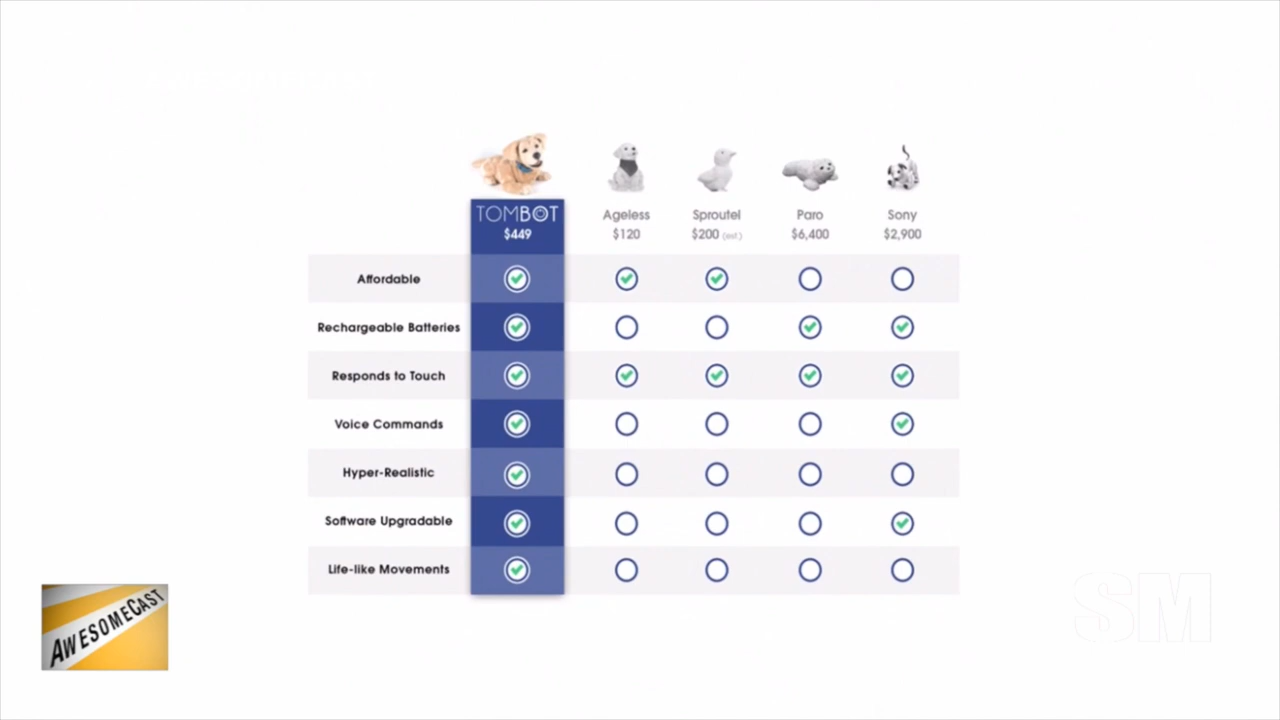 TOMBOT
$449
Ageless
$120
Sproutel
$200 (est.)
Paro
$6,400
Sony
$2,900
Affordable
Rechargeable Batteries
Responds to Touch
Voice Commands
Hyper-Realistic
Software Upgradable
Life-like Movements
AWESOMECAST
SM